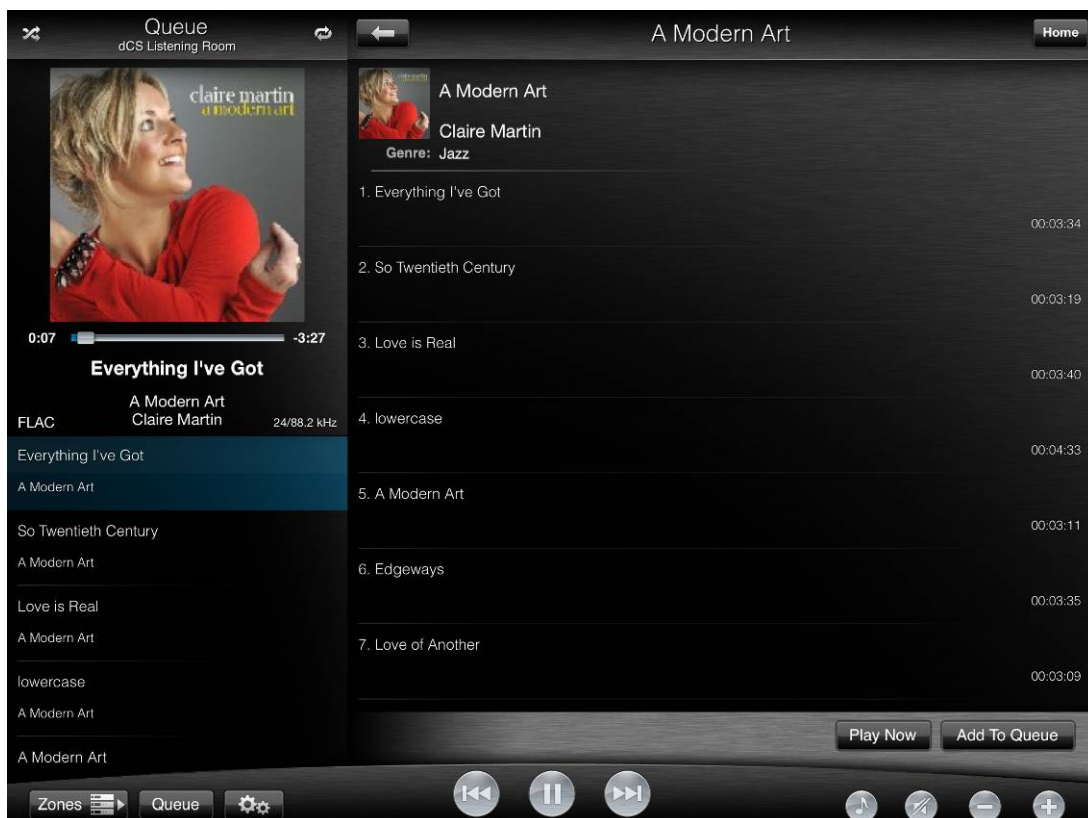 Queue
dCS Listening Room
claire martin
a modern art
0:07
-3:27
Everything I've Got
A Modern Art
FLAC
Claire Martin
24/88.2 kHz
Everything I've Got
A Modern Art
So Twentieth Century
A Modern Art
Love is Real
A Modern Art
lowercase
A Modern Art
A Modern Art
Zones
Queue
A Modern Art
Home
A Modern Art
Claire Martin
Genre: Jazz
1. Everything I've Got
00:03:34
2. So Twentieth Century
00:03:19
3. Love is Real
00:03:40
4. lowercase
00:04:33
5. A Modern Art
00:03:11
6. Edgeways
00:03:35
7. Love of Another
00:03:09
Play Now
Add To Queue